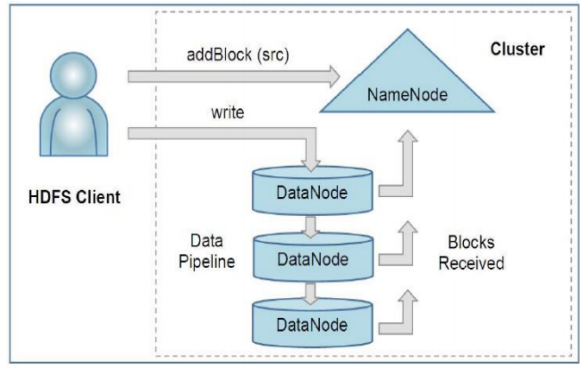 addBlock (src)
Cluster
NameNode
write
HDFS Client
DataNode
Data
Pipeline
DataNode
Blocks
Received
DataNode